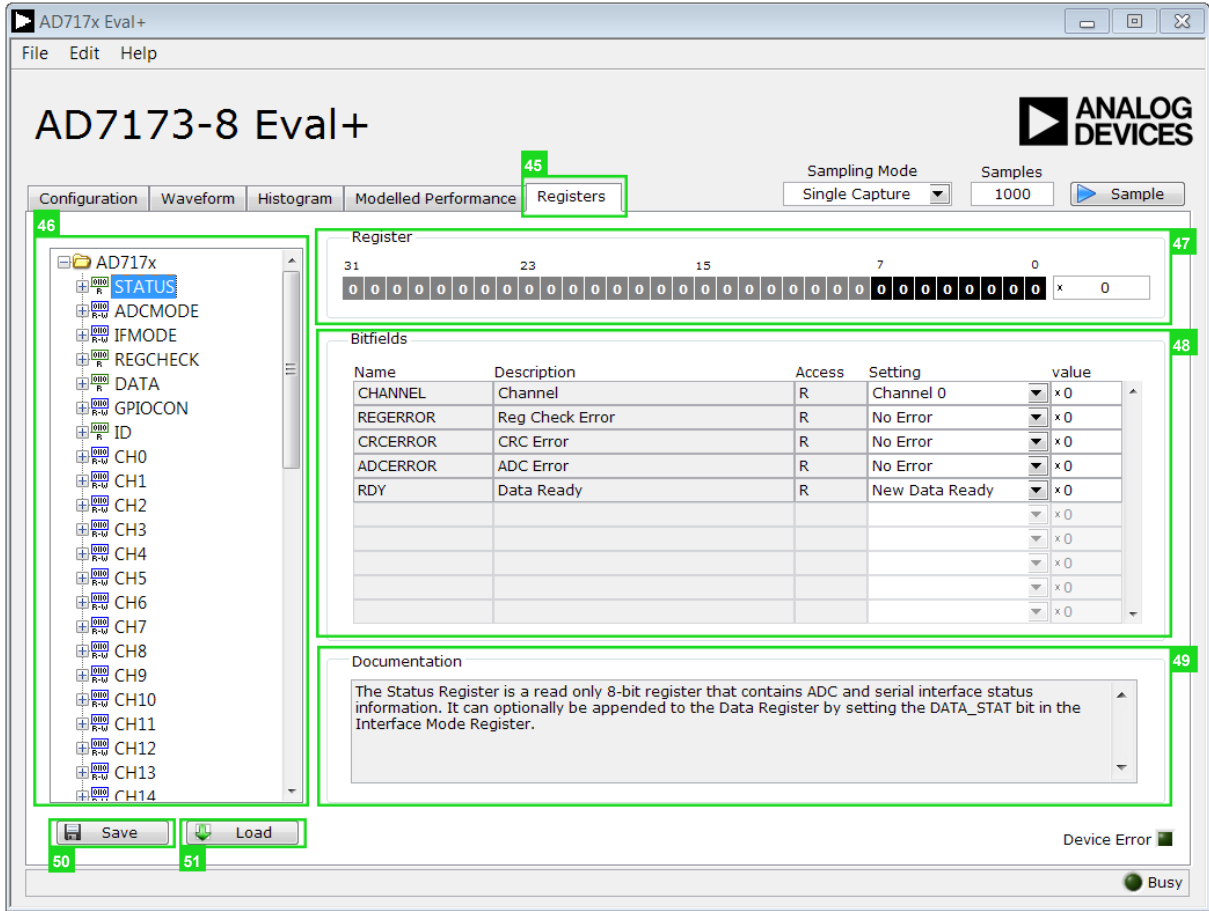 AD717x Eval+
File Edit Help
AD7173-8 Eval+
ANALOG
DEVICES
45
Sampling Mode
Samples
Configuration
Waveform
Histogram
Modelled Performance
Registers
Single Capture
1000
Sample
46
AD717x
STATUS
ADCMODE
IFMODE
REGCHECK
DATA
GPIOCON
ID
CH0
CH1
CH2
CH3
CH4
CH5
CH6
CH7
CH8
CH9
CH10
CH11
CH12
CH13
CH14
Register
47
31 23 15 7 0
0 0 0 0 0 0 0 0 0 0 0 0 0 0 0 0 0 0 0 0 0 0 0 0 0 0 0 0 0 0 0 0 x 0
Bitfields
48
Name Description Access Setting value
CHANNEL Channel R Channel 0 x 0
REGERROR Reg Check Error R No Error x 0
CRCERROR CRC Error R No Error x 0
ADCERROR ADC Error R No Error x 0
RDY Data Ready R New Data Ready x 0
x 0
x 0
x 0
x 0
x 0
Documentation
49
The Status Register is a read only 8-bit register that contains ADC and serial interface status
information. It can optionally be appended to the Data Register by setting the DATA_STAT bit in the
Interface Mode Register.
Save
Load
50
51
Device Error
Busy